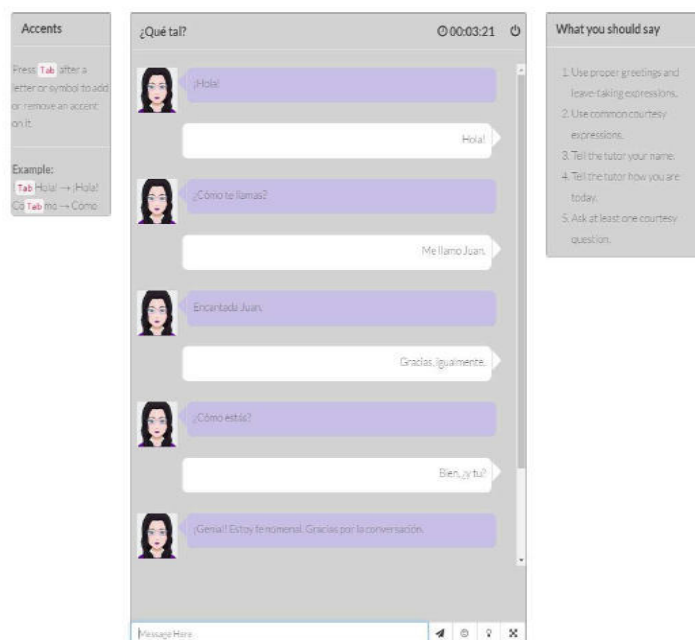 Accents
Press Tab after a
letter or symbol to add
or remove an accent
on it.
Example:
Tab Hola! → ¡Hola!
Co Tab mo → Cómo
¿Qué tal?
00:03:21
¡Hola!
Hola!
¿Cómo te llamas?
Me llamo Juan.
Encantada Juan.
Gracias, igualmente.
¿Cómo estás?
Bien, ¿y tu?
¡Genial! Estoy fenomenal. Gracias por la conversación.
Message Here
What you should say
1. Use proper greetings and
leave-taking expressions.
2. Use common courtesy
expressions.
3. Tell the tutor your name.
4. Tell the tutor how you are
today.
5. Ask at least one courtesy
question.